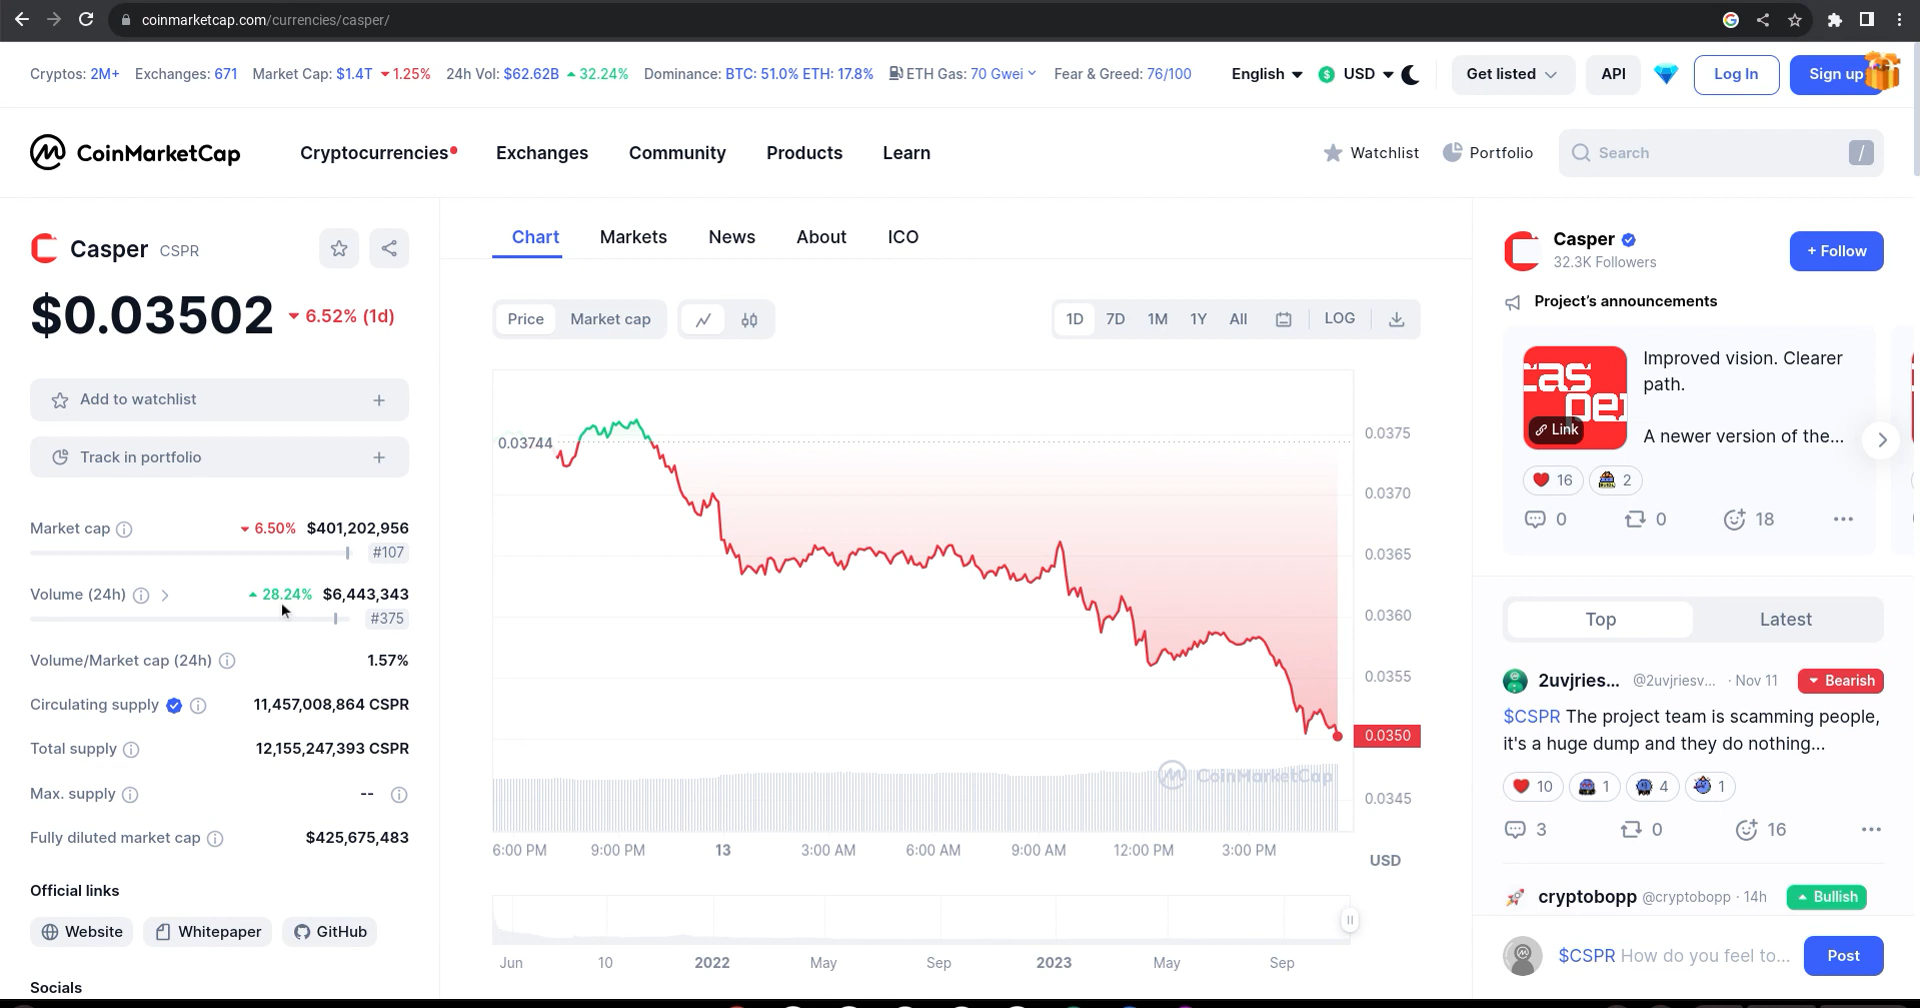 coinmarketcap.com/currencies/casper/
Cryptos: 2M+ Exchanges: 671 Market Cap: $1.4T 1.25% 24h Vol: $62.62B 32.24% Dominance: BTC: 51.0% ETH: 17.8% ETH Gas: 70 Gwei Fear & Greed: 76/100 English USD Get listed API Log In Sign up
CoinMarketCap Cryptocurrencies Exchanges Community Products Learn Watchlist Portfolio Search /
Casper CSPR
$0.03502 6.52% (1d)
Add to watchlist +
Track in portfolio +
Market cap 6.50% $401,202,956
#107
Volume (24h) 28.24% $6,443,343
#375
Volume/Market cap (24h) 1.57%
Circulating supply 11,457,008,864 CSPR
Total supply 12,155,247,393 CSPR
Max. supply --
Fully diluted market cap $425,675,483
Official links
Website Whitepaper GitHub
Socials
Chart Markets News About ICO
Price Market cap 1D 7D 1M 1Y All LOG
0.03744
0.0375
0.0370
0.0365
0.0360
0.0355
0.0350
CoinMarketCap
0.0345
6:00 PM 9:00 PM 13 3:00 AM 6:00 AM 9:00 AM 12:00 PM 3:00 PM
USD
Jun 10 2022 May Sep 2023 May Sep
Casper
32.3K Followers
+ Follow
Project's announcements
cas
per
Link
Improved vision. Clearer
path.
A newer version of the...
16 2
0 0 18 ...
Top Latest
2uvjries... @2uvjriesv... · Nov 11 Bearish
$CSPR The project team is scamming people,
it's a huge dump and they do nothing...
10 1 4 1
3 0 16 ...
cryptobopp @cryptobopp · 14h Bullish
$CSPR How do you feel to... Post